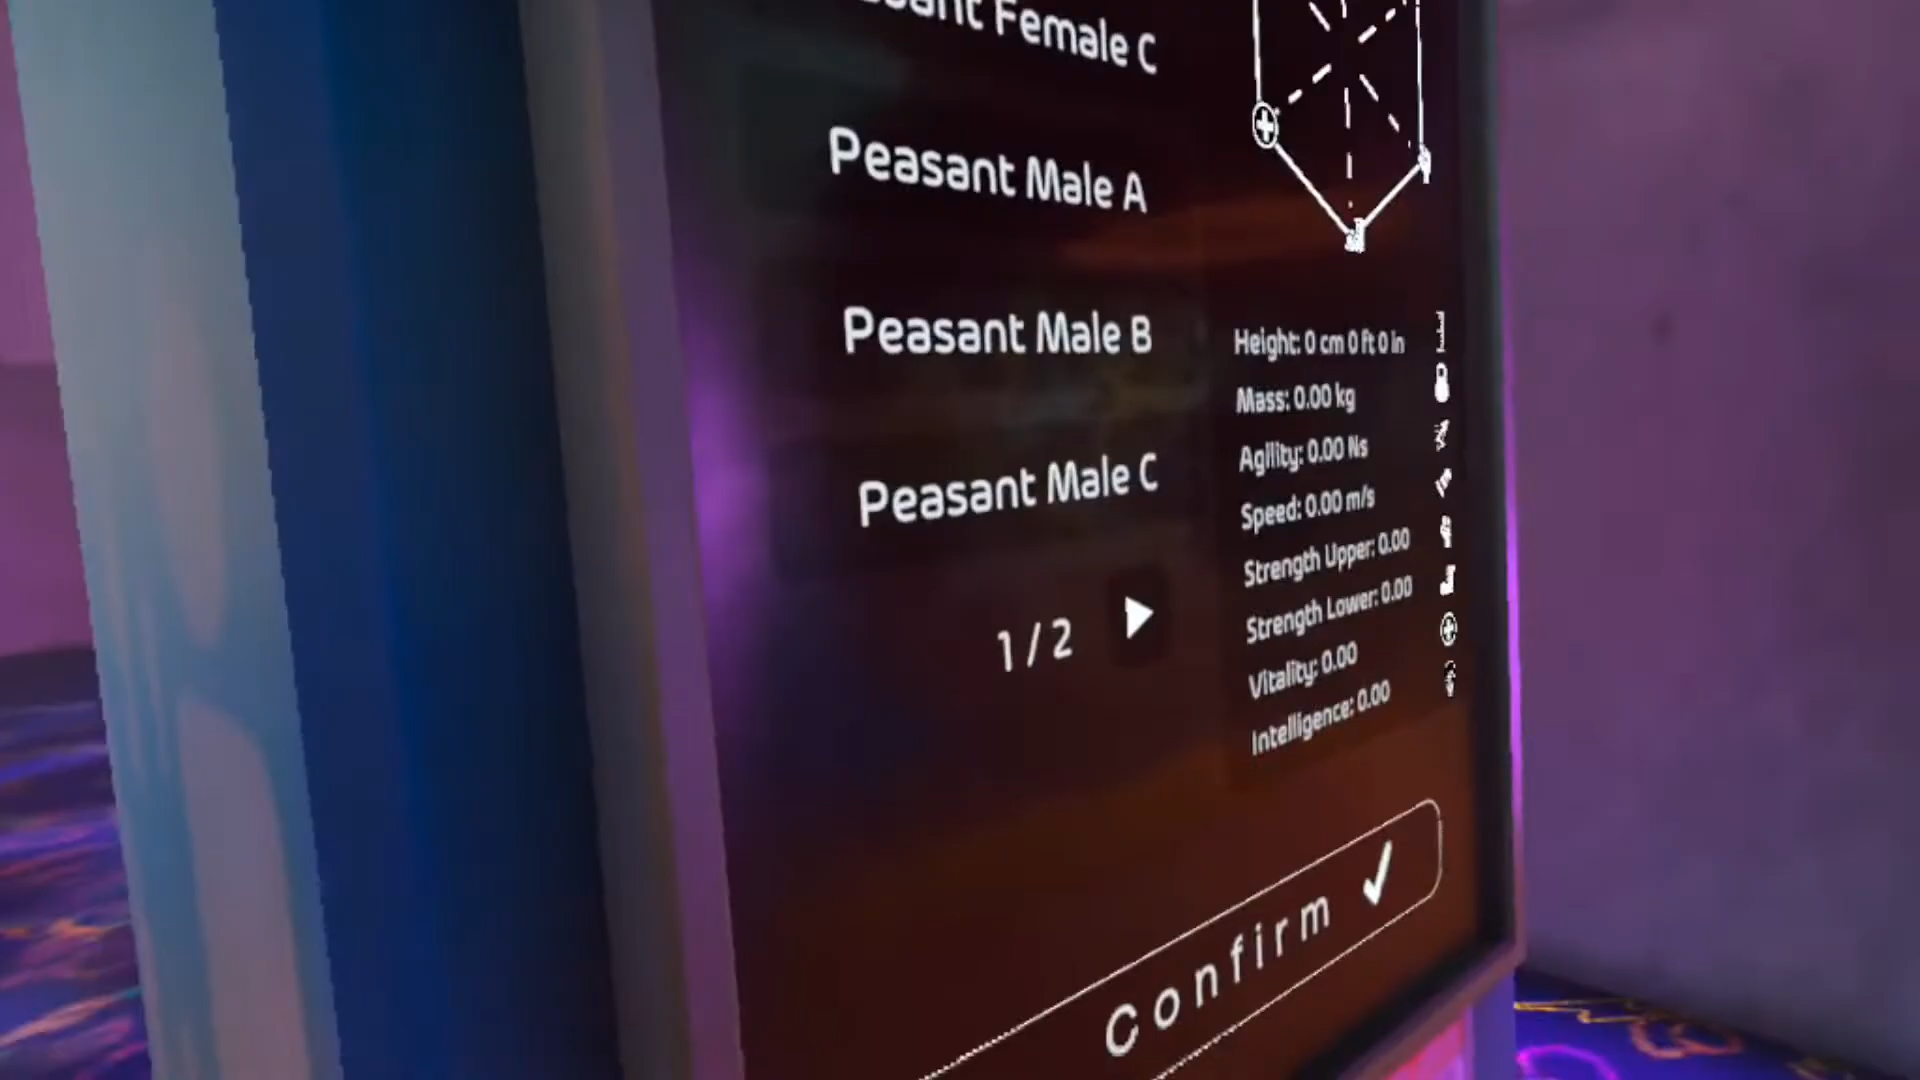 Female C
Peasant Male A
Peasant Male B
Peasant Male C
1 / 2
Height: 0 cm 0 ft 0 in
Mass: 0.00 kg
Agility: 0.00 Ns
Speed: 0.00 m/s
Strength Upper: 0.00
Strength Lower: 0.00
Vitality: 0.00
Intelligence: 0.00
Confirm